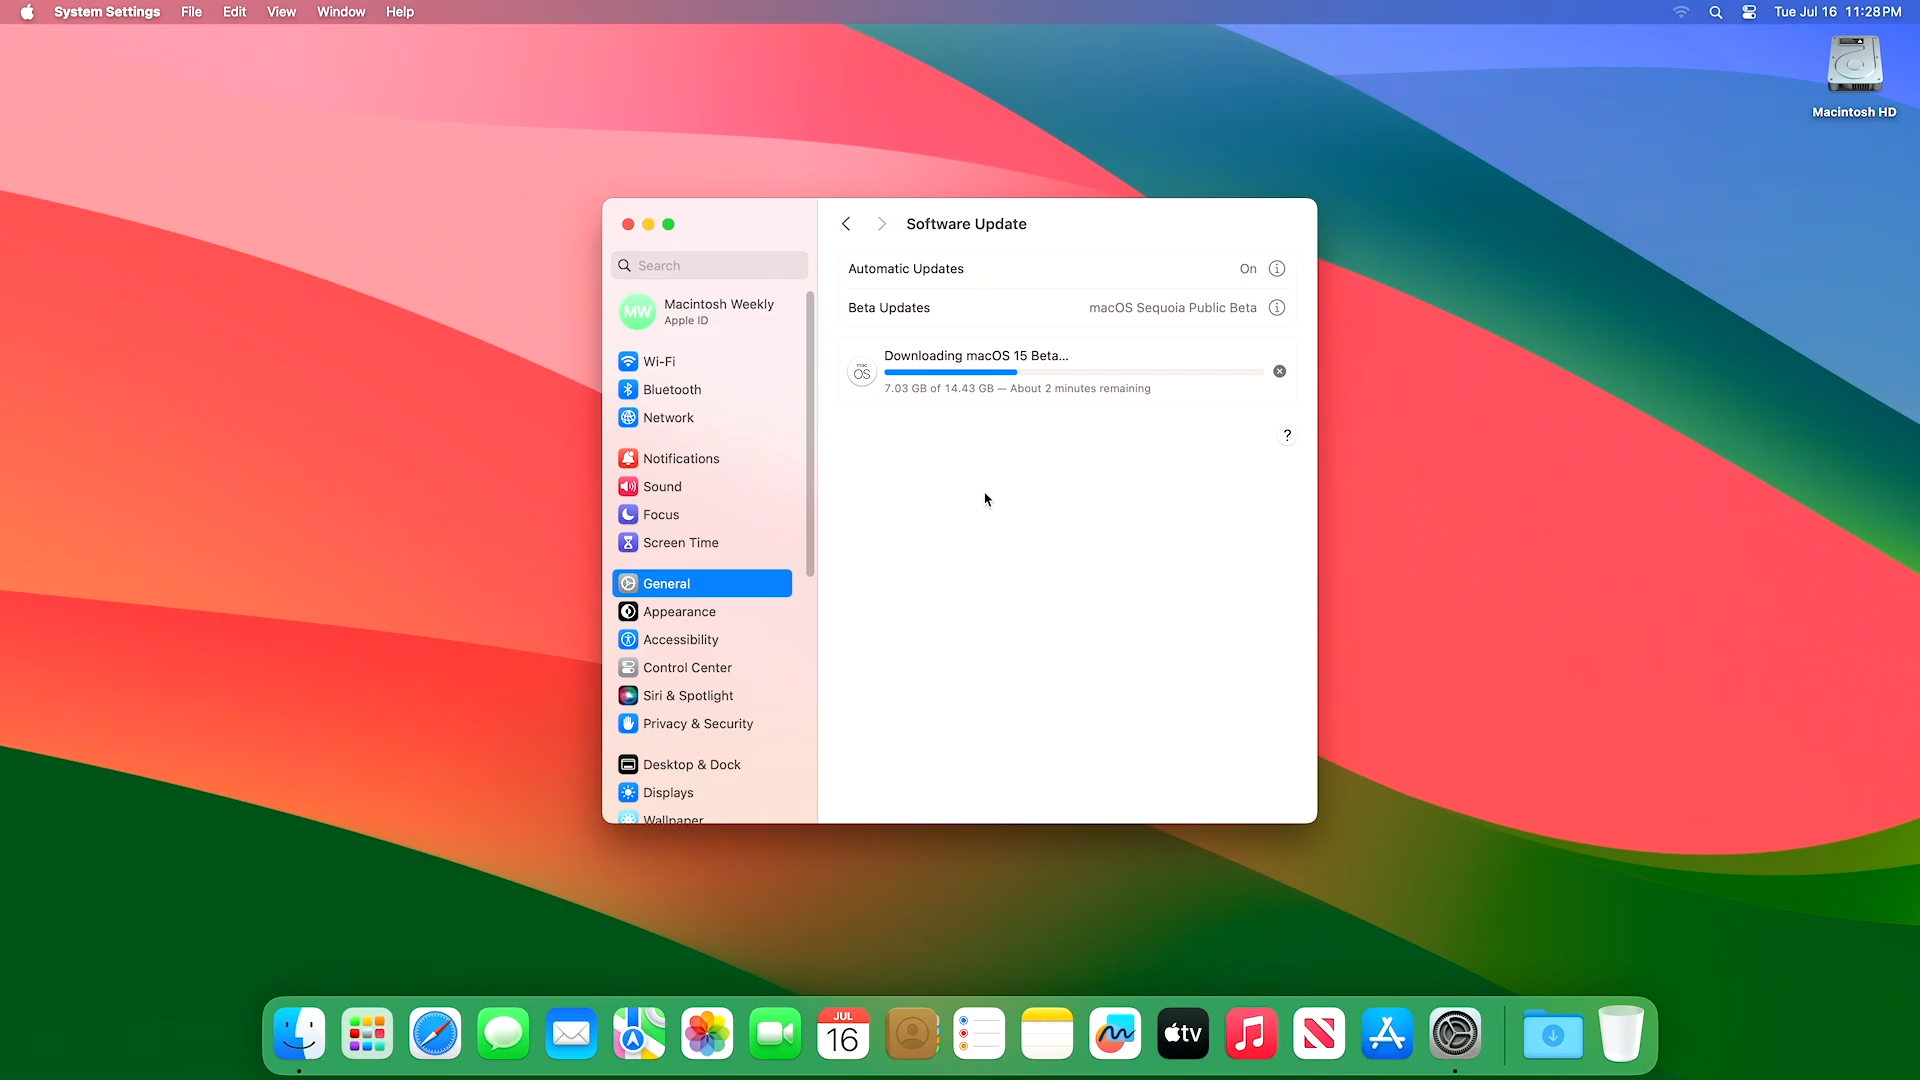 System Settings File Edit View Window Help
Tue Jul 16 11:28 PM
Macintosh HD
Software Update
Search
Automatic Updates On
Beta Updates macOS Sequoia Public Beta
Macintosh Weekly
Apple ID
MW
mac
OS
Downloading macOS 15 Beta...
7.03 GB of 14.43 GB — About 2 minutes remaining
?
Wi-Fi
Bluetooth
Network
Notifications
Sound
Focus
Screen Time
General
Appearance
Accessibility
Control Center
Siri & Spotlight
Privacy & Security
Desktop & Dock
Displays
Wallpaper
JUL
16
tv